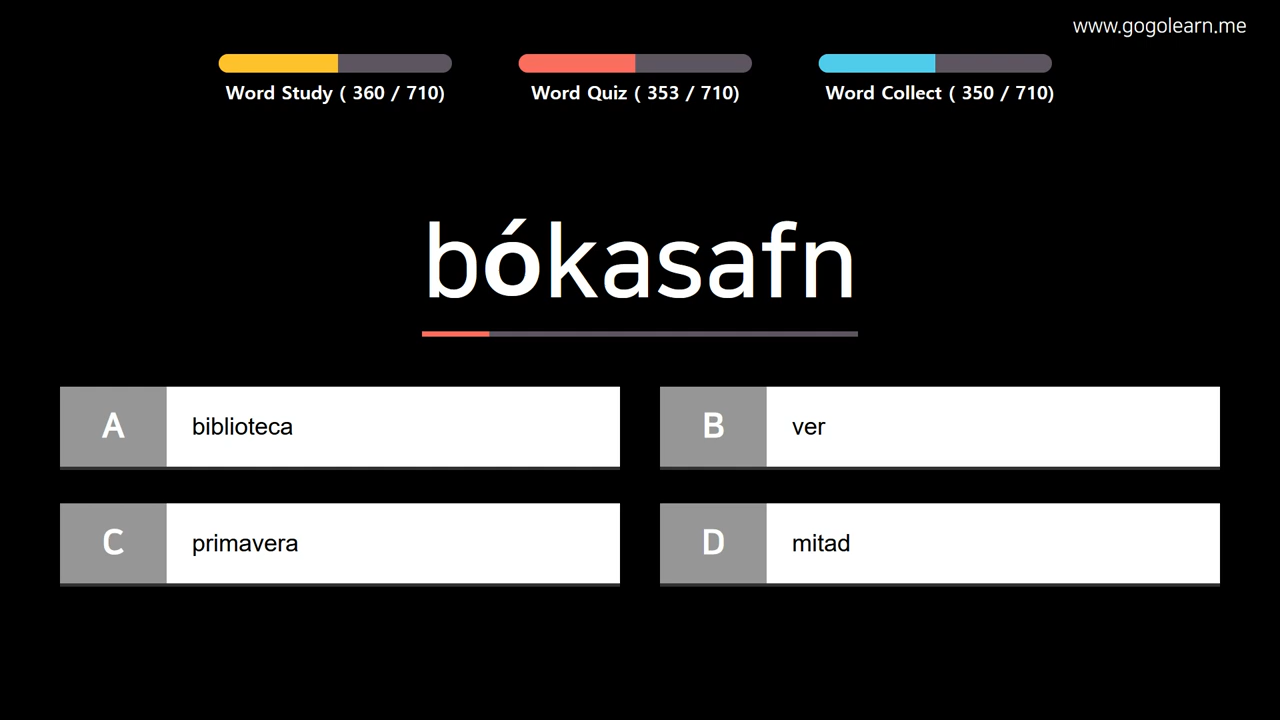 www.gogolearn.me
Word Study ( 360 / 710)
Word Quiz ( 353 / 710)
Word Collect ( 350 / 710)
bókasafn
A biblioteca
B ver
C primavera
D mitad